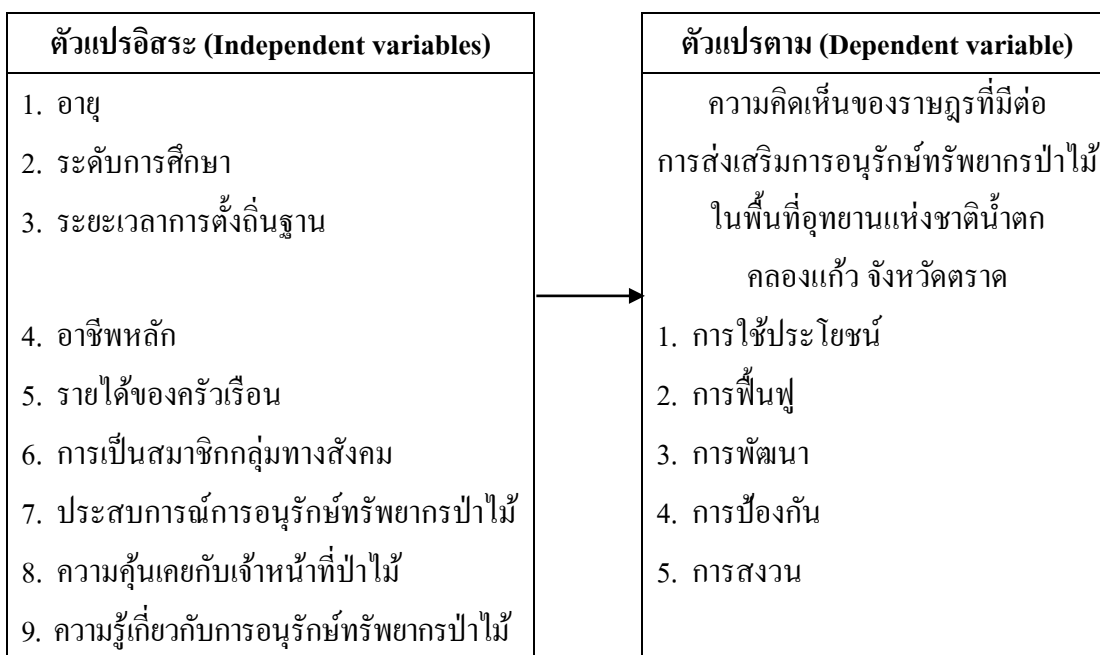 ตัวแปรอิสระ (Independent variables)
1. อายุ
2. ระดับการศึกษา
3. ระยะเวลาการตั้งถิ่นฐาน
4. อาชีพหลัก
5. รายได้ของครัวเรือน
6. การเป็นสมาชิกกลุ่มทางสังคม
7. ประสบการณ์การอนุรักษ์ทรัพยากรป่าไม้
8. ความคุ้นเคยกับเจ้าหน้าที่ป่าไม้
9. ความรู้เกี่ยวกับการอนุรักษ์ทรัพยากรป่าไม้
ตัวแปรตาม (Dependent variable)
ความคิดเห็นของราษฎรที่มีต่อ
การส่งเสริมการอนุรักษ์ทรัพยากรป่าไม้
ในพื้นที่อุทยานแห่งชาติน้ำตก
คลองแก้ว จังหวัดตราด
1. การใช้ประโยชน์
2. การฟื้นฟู
3. การพัฒนา
4. การป้องกัน
5. การสงวน